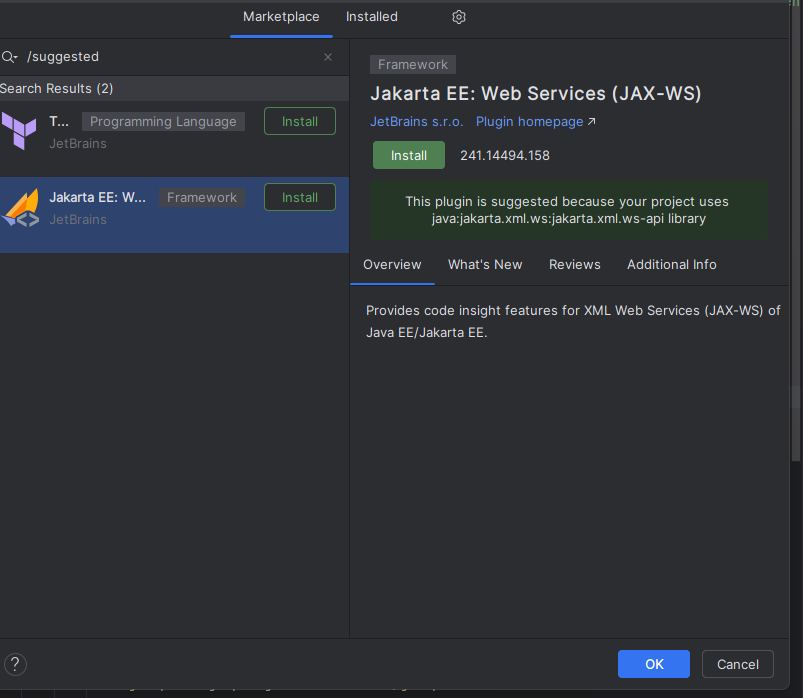 Marketplace Installed
/suggested
Search Results (2)
T... Programming Language Install
JetBrains
Jakarta EE: W... Framework Install
JetBrains
Framework
Jakarta EE: Web Services (JAX-WS)
JetBrains s.r.o. Plugin homepage ↗
Install 241.14494.158
This plugin is suggested because your project uses
java:jakarta.xml.ws:jakarta.xml.ws-api library
Overview What's New Reviews Additional Info
Provides code insight features for XML Web Services (JAX-WS) of
Java EE/Jakarta EE.
? OK Cancel